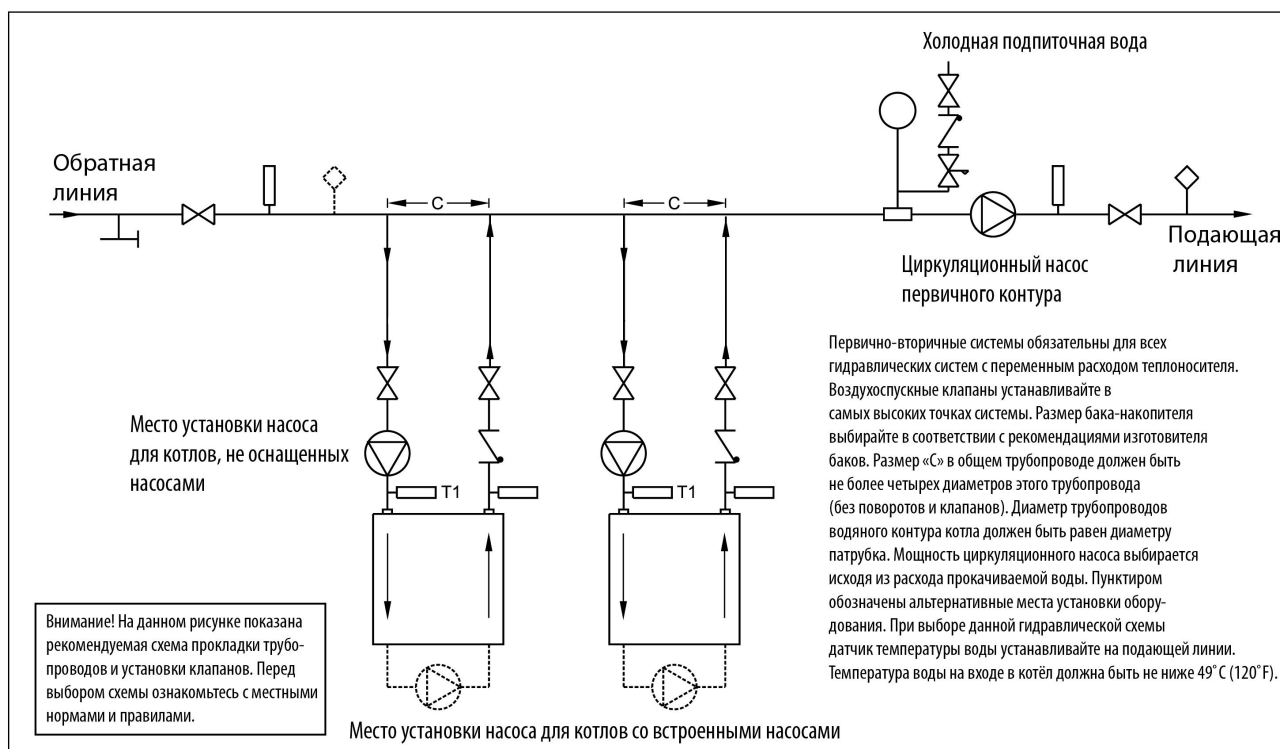 Холодная подпиточная вода
Обратная
линия
C
C
Подающая
линия
Циркуляционный насос
первичного контура
Место установки насоса
для котлов, не оснащенных
насосами
T1
T1
Первично-вторичные системы обязательны для всех
гидравлических систем с переменным расходом теплоносителя.
Воздухоспускные клапаны устанавливайте в
самых высоких точках системы. Размер бака-накопителя
выбирайте в соответствии с рекомендациями изготовителя
баков. Размер «С» в общем трубопроводе должен быть
не более четырех диаметров этого трубопровода
(без поворотов и клапанов). Диаметр трубопроводов
водяного контура котла должен быть равен диаметру
патрубка. Мощность циркуляционного насоса выбирается
исходя из расхода прокачиваемой воды. Пунктиром
обозначены альтернативные места установки обору-
дования. При выборе данной гидравлической схемы
датчик температуры воды устанавливайте на подающей линии.
Температура воды на входе в котёл должна быть не ниже 49˚C (120˚F).
Внимание! На данном рисунке показана
рекомендуемая схема прокладки трубо-
проводов и установки клапанов. Перед
выбором схемы ознакомьтесь с местными
нормами и правилами.
Место установки насоса для котлов со встроенными насосами